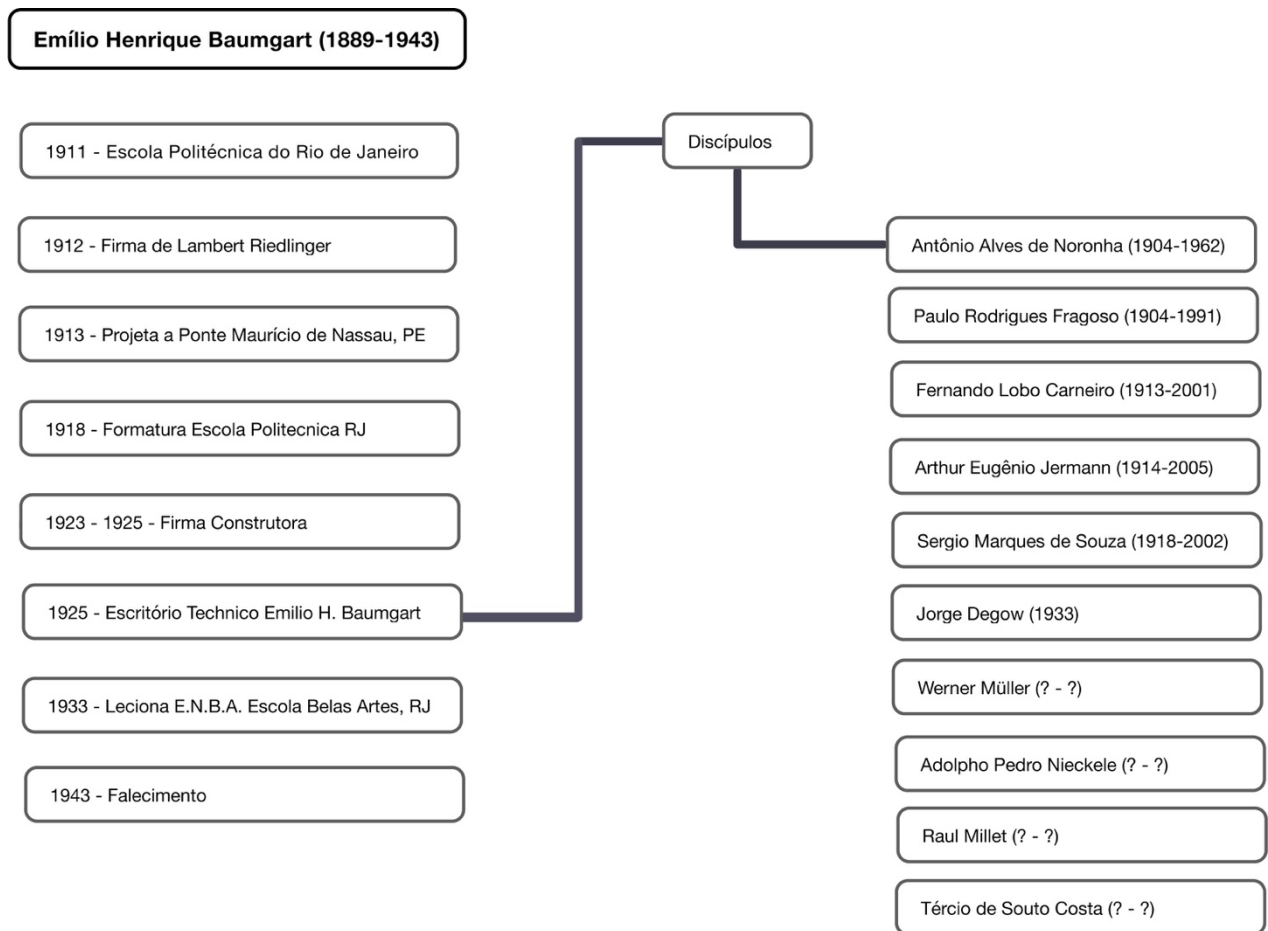 Emílio Henrique Baumgart (1889-1943)
1911 - Escola Politécnica do Rio de Janeiro
1912 - Firma de Lambert Riedlinger
1913 - Projeta a Ponte Maurício de Nassau, PE
1918 - Formatura Escola Politecnica RJ
1923 - 1925 - Firma Construtora
1925 - Escritório Technico Emilio H. Baumgart
1933 - Leciona E.N.B.A. Escola Belas Artes, RJ
1943 - Falecimento
Discípulos
Antônio Alves de Noronha (1904-1962)
Paulo Rodrigues Fragoso (1904-1991)
Fernando Lobo Carneiro (1913-2001)
Arthur Eugênio Jermann (1914-2005)
Sergio Marques de Souza (1918-2002)
Jorge Degow (1933)
Werner Müller (? - ?)
Adolpho Pedro Nieckele (? - ?)
Raul Millet (? - ?)
Tércio de Souto Costa (? - ?)